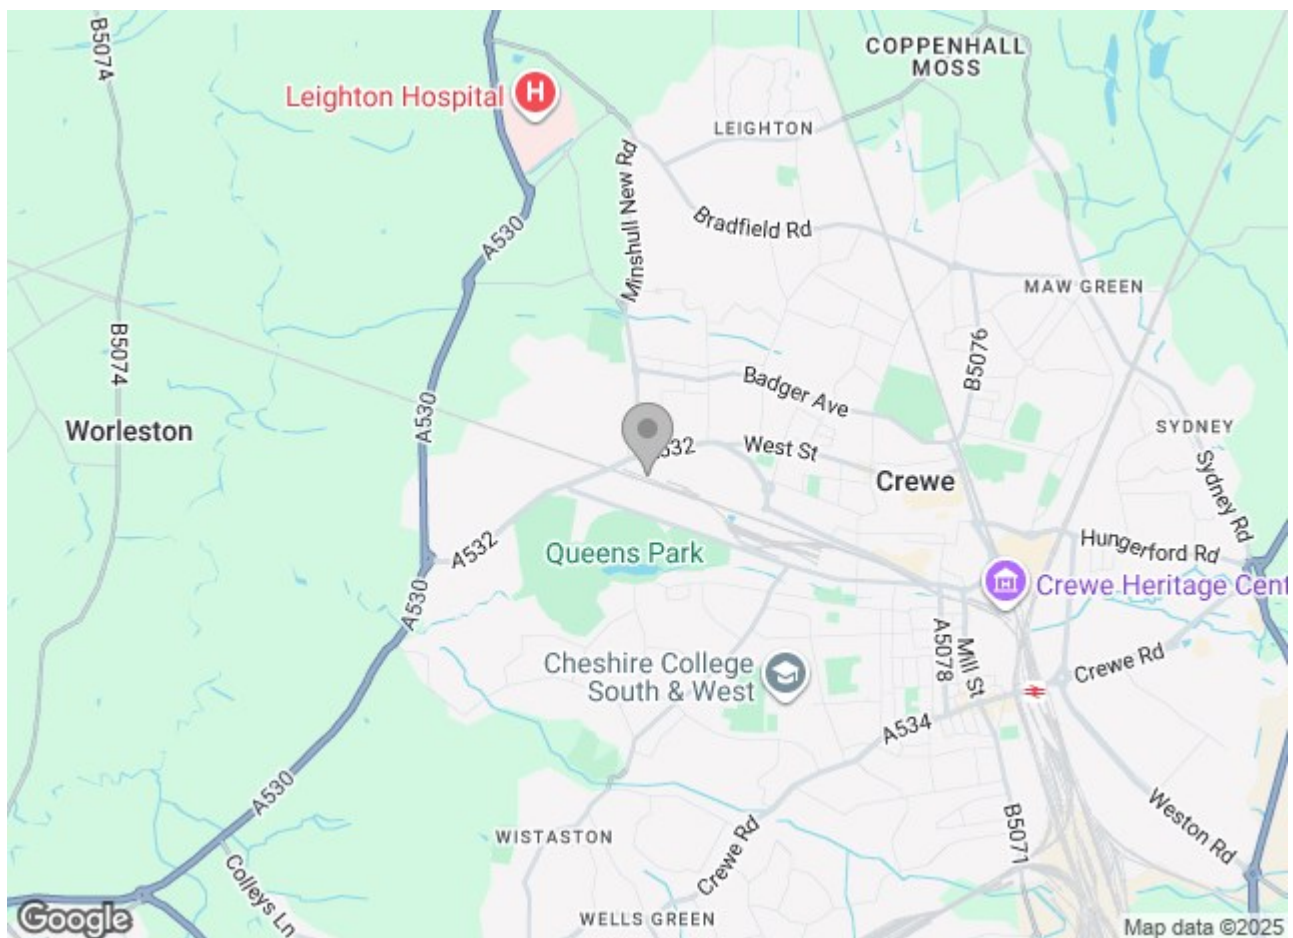 B5074
COPPENHALL
MOSS
Leighton Hospital
H
LEIGHTON
Minshull New Rd
Bradfield Rd
A530
MAW GREEN
B5074
B5076
Badger Ave
A530
Worleston
SYDNEY
West St
Crewe
Sydney Rd
A532
Queens Park
Hungerford Rd
A530
Crewe Heritage Cent
Cheshire College
South & West
A5078
Mill St
Crewe Rd
A534
A530
WISTASTON
B5071
Weston Rd
Crewe Rd
Colleys Ln
WELLS GREEN
Google
Map data ©2025